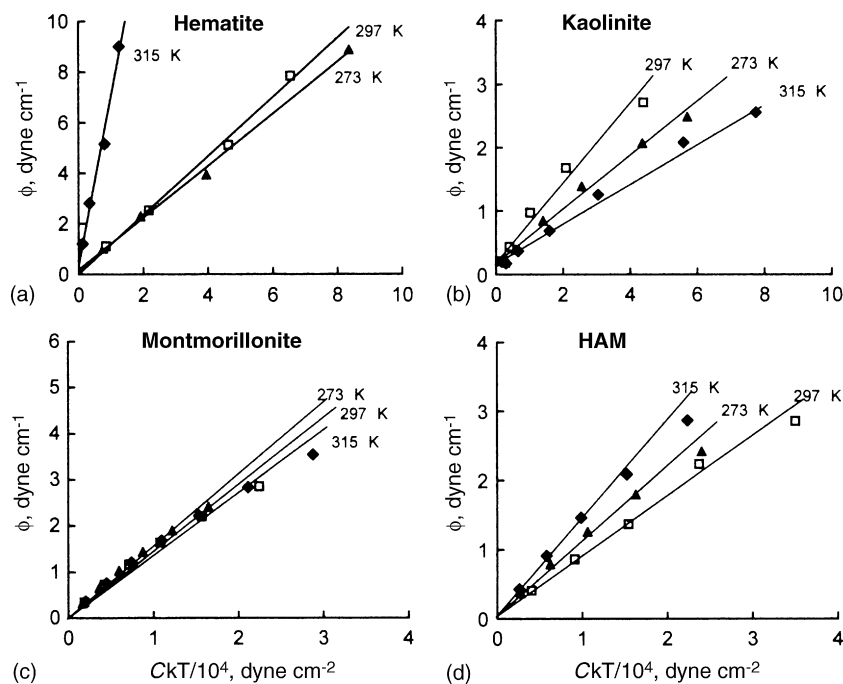 Hematite
10
8
6
4
2
0
ϕ, dyne cm⁻¹
315 K
297 K
273 K
0 2 4 6 8 10
(a)
Kaolinite
4
3
2
1
0
ϕ, dyne cm⁻¹
297 K
273 K
315 K
0 2 4 6 8 10
(b)
Montmorillonite
6
5
4
3
2
1
0
ϕ, dyne cm⁻¹
273 K
297 K
315 K
0 1 2 3 4
(c)
CkT/10⁴, dyne cm⁻²
HAM
4
3
2
1
0
ϕ, dyne cm⁻¹
315 K
273 K
297 K
0 1 2 3 4
(d)
CkT/10⁴, dyne cm⁻²